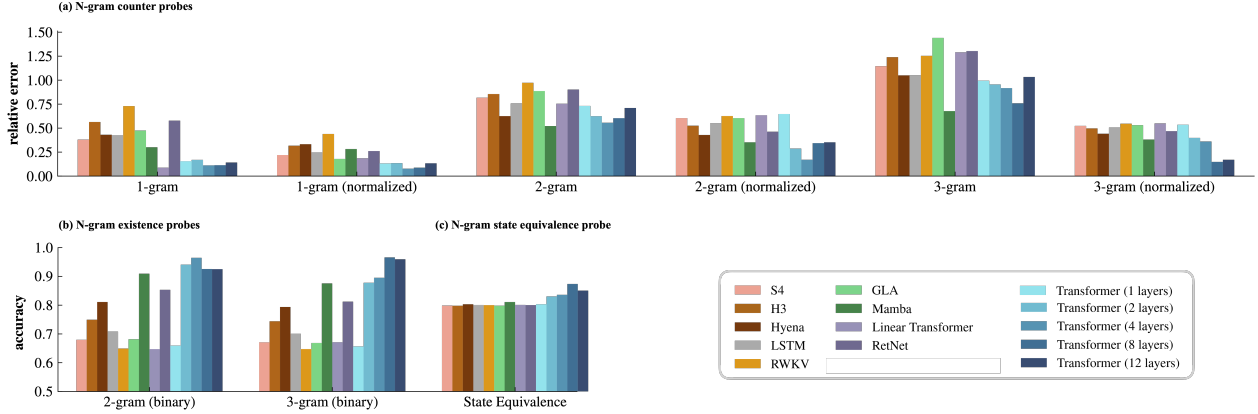 (a) N-gram counter probes
relative error
1.50
1.25
1.00
0.75
0.50
0.25
0.00
1-gram
1-gram (normalized)
2-gram
2-gram (normalized)
3-gram
3-gram (normalized)
(b) N-gram existence probes
accuracy
1.0
0.9
0.8
0.7
0.6
0.5
2-gram (binary)
3-gram (binary)
(c) N-gram state equivalence probe
State Equivalence
S4
H3
Hyena
LSTM
RWKV
GLA
Mamba
Linear Transformer
RetNet
Transformer (1 layers)
Transformer (2 layers)
Transformer (4 layers)
Transformer (8 layers)
Transformer (12 layers)